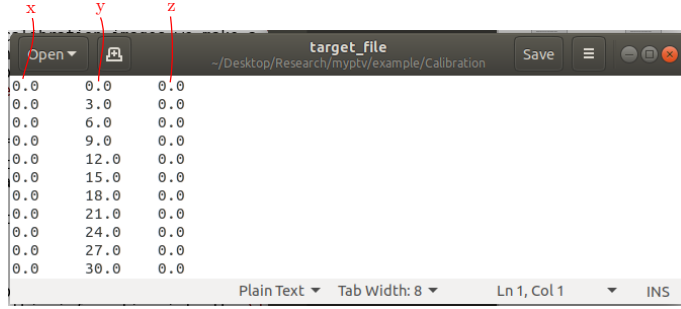 x y z
Open target_file Save
~/Desktop/Research/myptv/example/Calibration
0.0 0.0 0.0
0.0 3.0 0.0
0.0 6.0 0.0
0.0 9.0 0.0
0.0 12.0 0.0
0.0 15.0 0.0
0.0 18.0 0.0
0.0 21.0 0.0
0.0 24.0 0.0
0.0 27.0 0.0
0.0 30.0 0.0
Plain Text Tab Width: 8 Ln 1, Col 1 INS